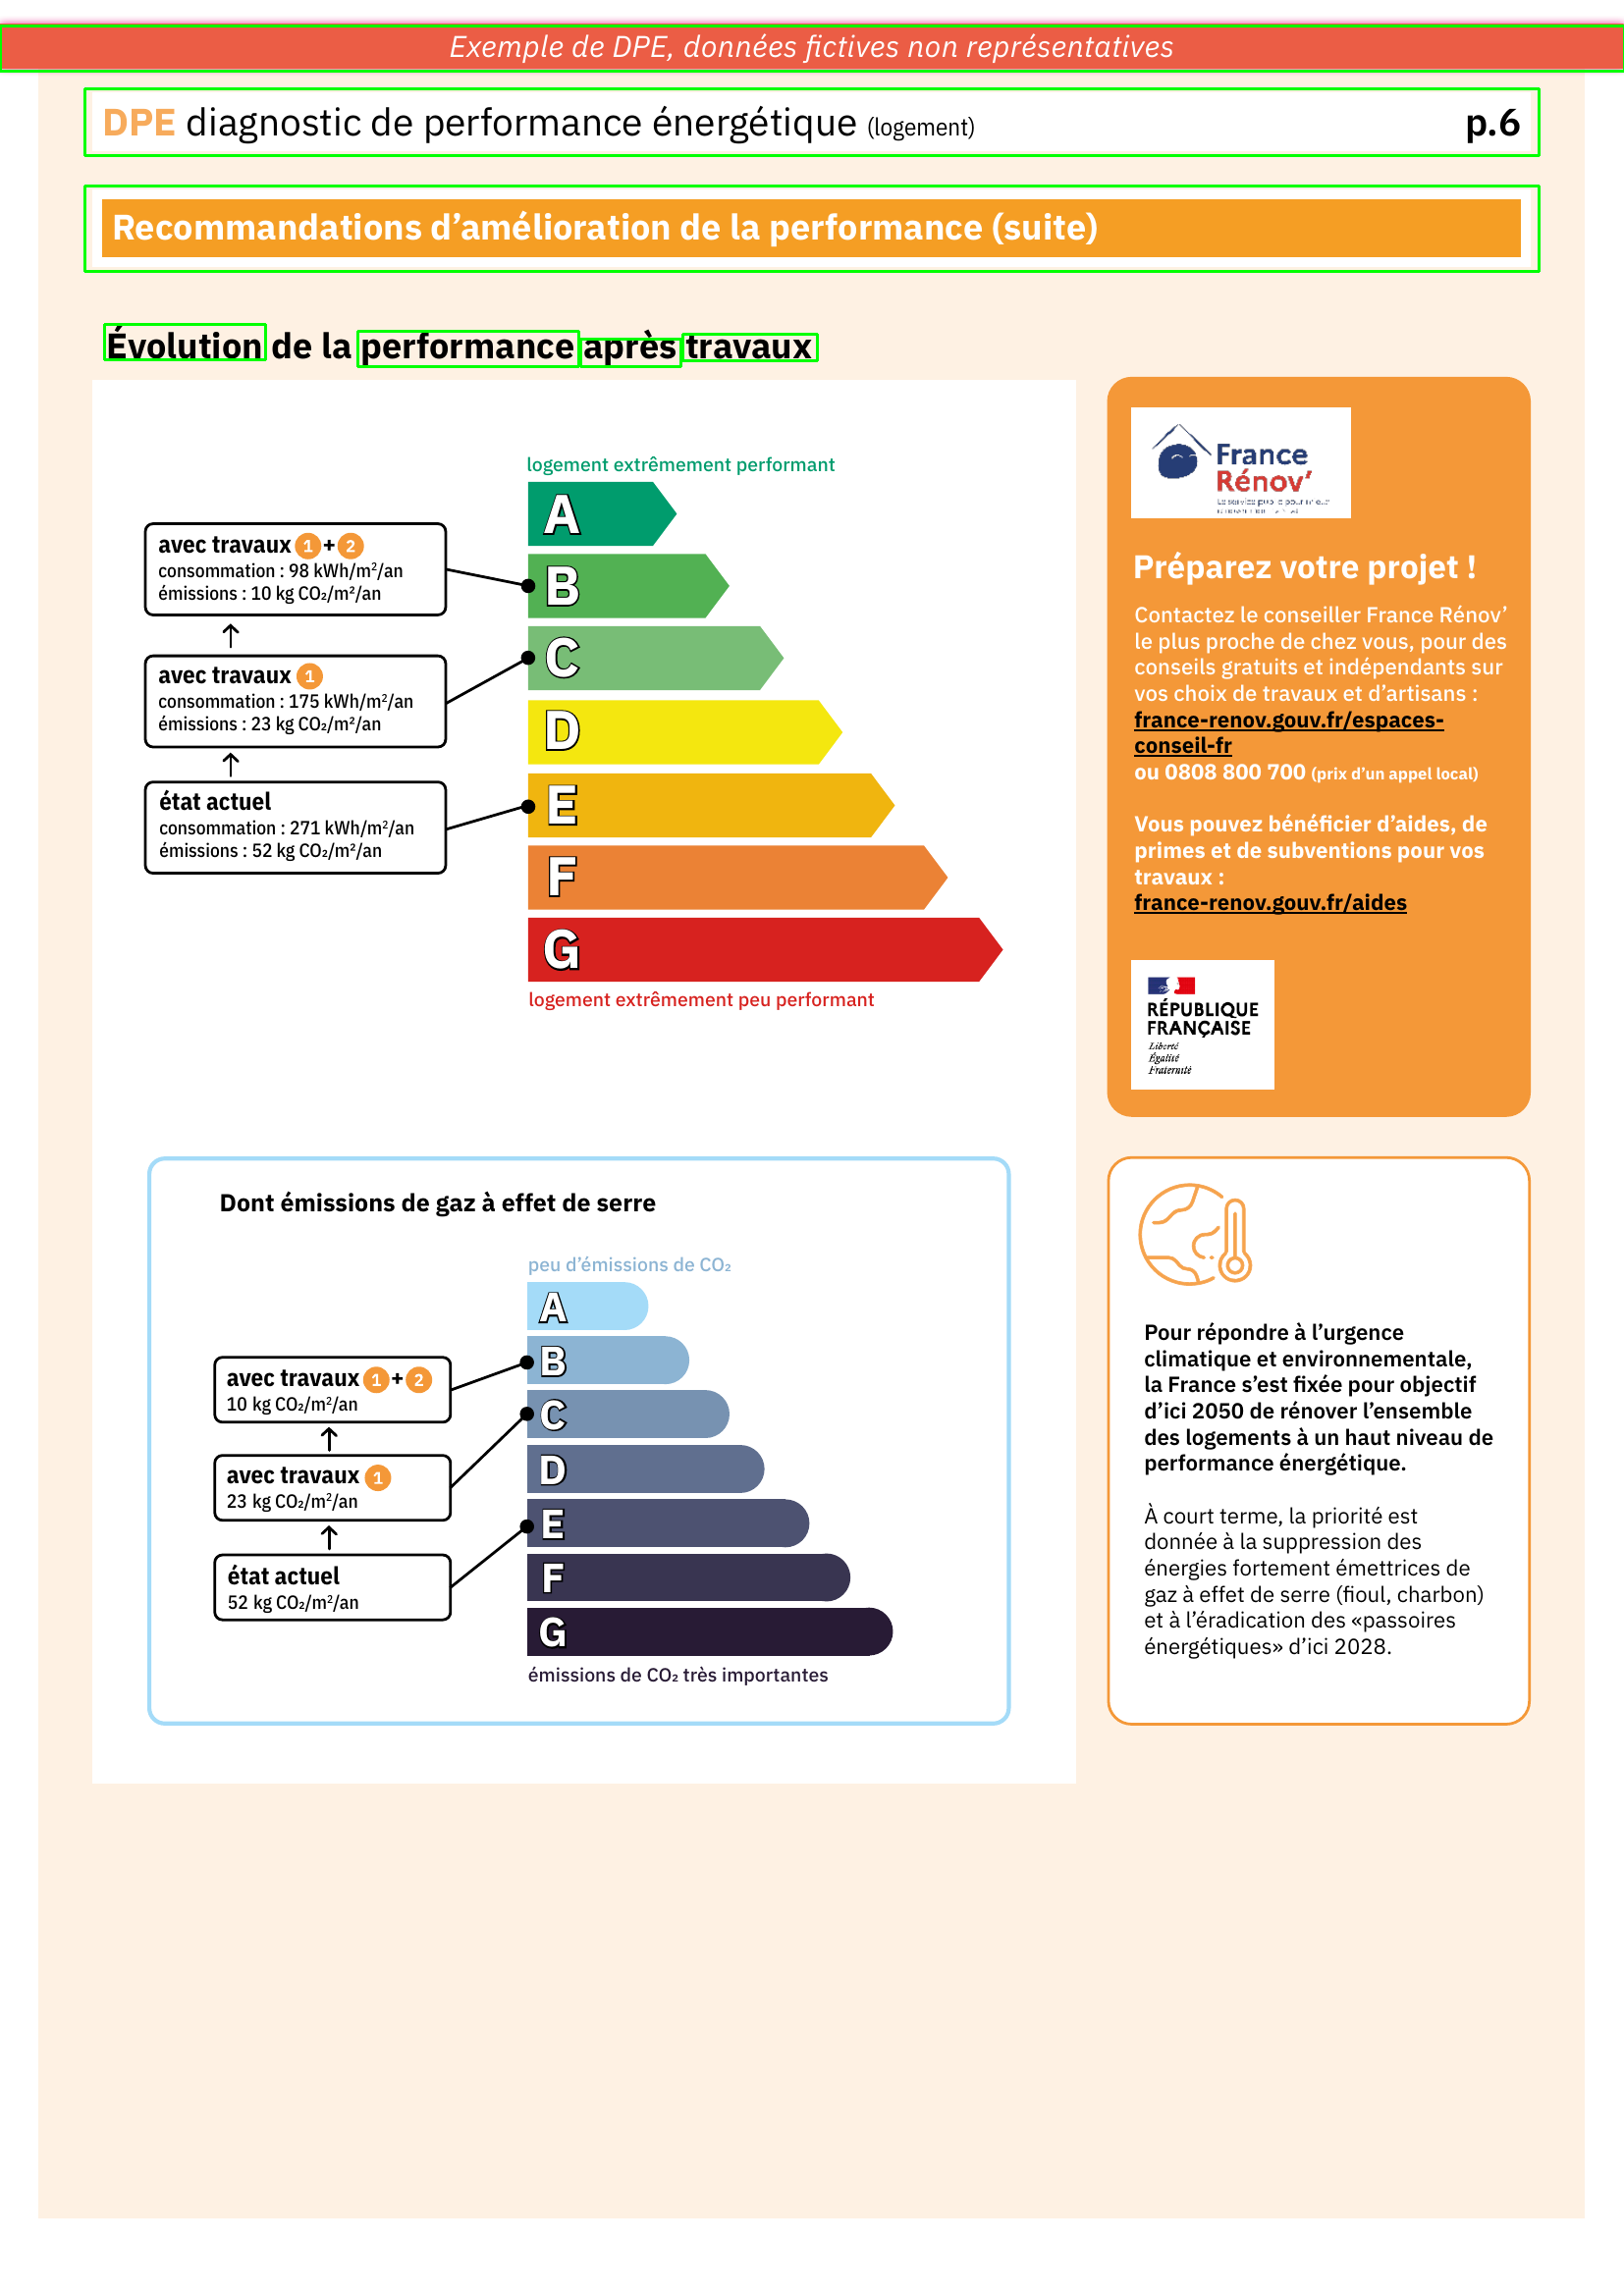 Exemple de DPE, données fictives non représentatives
DPE diagnostic de performance énergétique (logement) p.6
Recommandations d’amélioration de la performance (suite)
Évolution de la performance après travaux
logement extrêmement performant
A
B
C
D
E
F
G
logement extrêmement peu performant
avec travaux 1 + 2
consommation : 98 kWh/m²/an
émissions : 10 kg CO₂/m²/an
avec travaux 1
consommation : 175 kWh/m²/an
émissions : 23 kg CO₂/m²/an
état actuel
consommation : 271 kWh/m²/an
émissions : 52 kg CO₂/m²/an
Dont émissions de gaz à effet de serre
peu d’émissions de CO₂
A
B
C
D
E
F
G
émissions de CO₂ très importantes
avec travaux 1 + 2
10 kg CO₂/m²/an
avec travaux 1
23 kg CO₂/m²/an
état actuel
52 kg CO₂/m²/an
France
Rénov’
Préparez votre projet !
Contactez le conseiller France Rénov’
le plus proche de chez vous, pour des
conseils gratuits et indépendants sur
vos choix de travaux et d’artisans :
france-renov.gouv.fr/espaces-
conseil-fr
ou 0808 800 700 (prix d’un appel local)
Vous pouvez bénéficier d’aides, de
primes et de subventions pour vos
travaux :
france-renov.gouv.fr/aides
RÉPUBLIQUE
FRANÇAISE
Liberté
Égalité
Fraternité
Pour répondre à l’urgence
climatique et environnementale,
la France s’est fixée pour objectif
d’ici 2050 de rénover l’ensemble
des logements à un haut niveau de
performance énergétique.
À court terme, la priorité est
donnée à la suppression des
énergies fortement émettrices de
gaz à effet de serre (fioul, charbon)
et à l’éradication des «passoires
énergétiques» d’ici 2028.